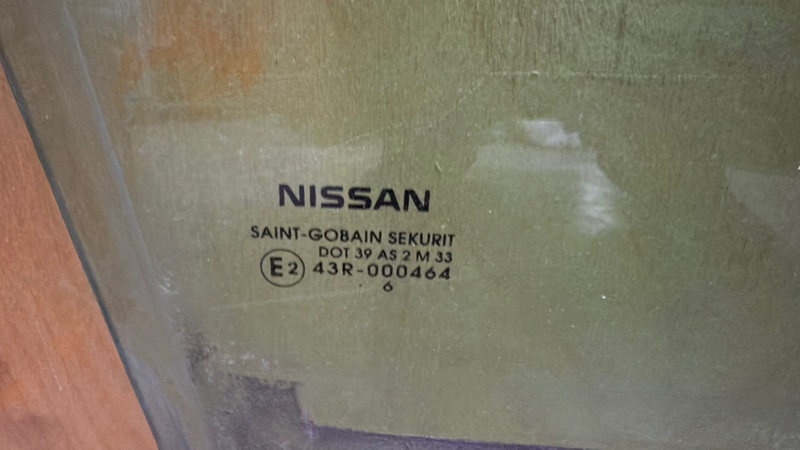 NISSAN
SAINT-GOBAIN SEKURIT
DOT 39 AS 2 M 33
E2 43R-000464
. 6